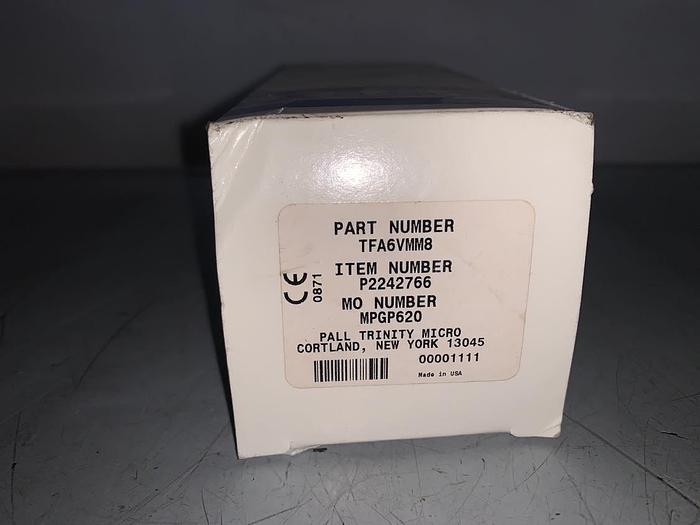 PART NUMBER
TFA6VMM8
ITEM NUMBER
P2242766
CE 0871
MO NUMBER
MPGP620
PALL TRINITY MICRO
CORTLAND, NEW YORK 13045
00001111
Made in USA